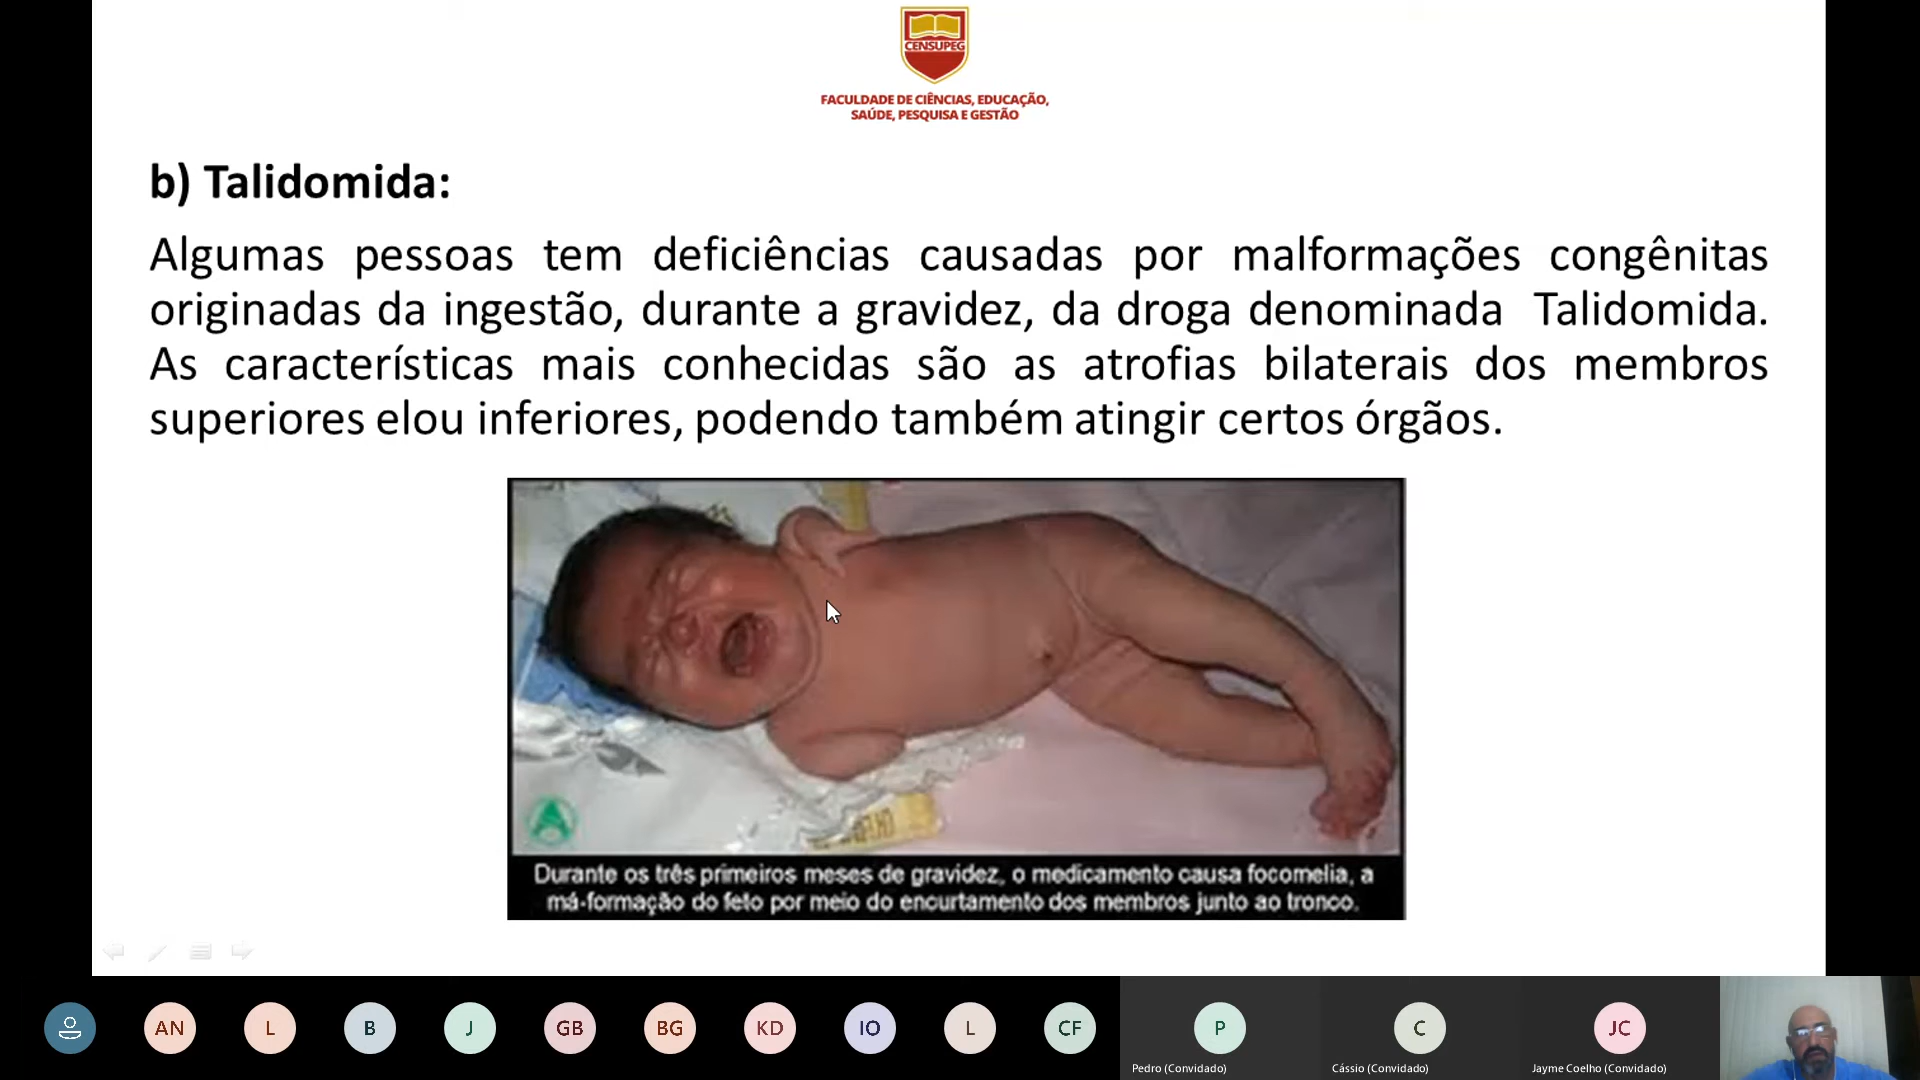 CENSUPEG
FACULDADE DE CIÊNCIAS, EDUCAÇÃO,
SAÚDE, PESQUISA E GESTÃO
b) Talidomida:
Algumas pessoas tem deficiências causadas por malformações congênitas
originadas da ingestão, durante a gravidez, da droga denominada Talidomida.
As características mais conhecidas são as atrofias bilaterais dos membros
superiores elou inferiores, podendo também atingir certos órgãos.
Durante os três primeiros meses de gravidez, o medicamento causa focomelia, a
má-formação do feto por meio do encurtamento dos membros junto ao tronco.
AN L B J GB BG KD IO L CF P C JC
Pedro (Convidado) Cássio (Convidado) Jayme Coelho (Convidado)